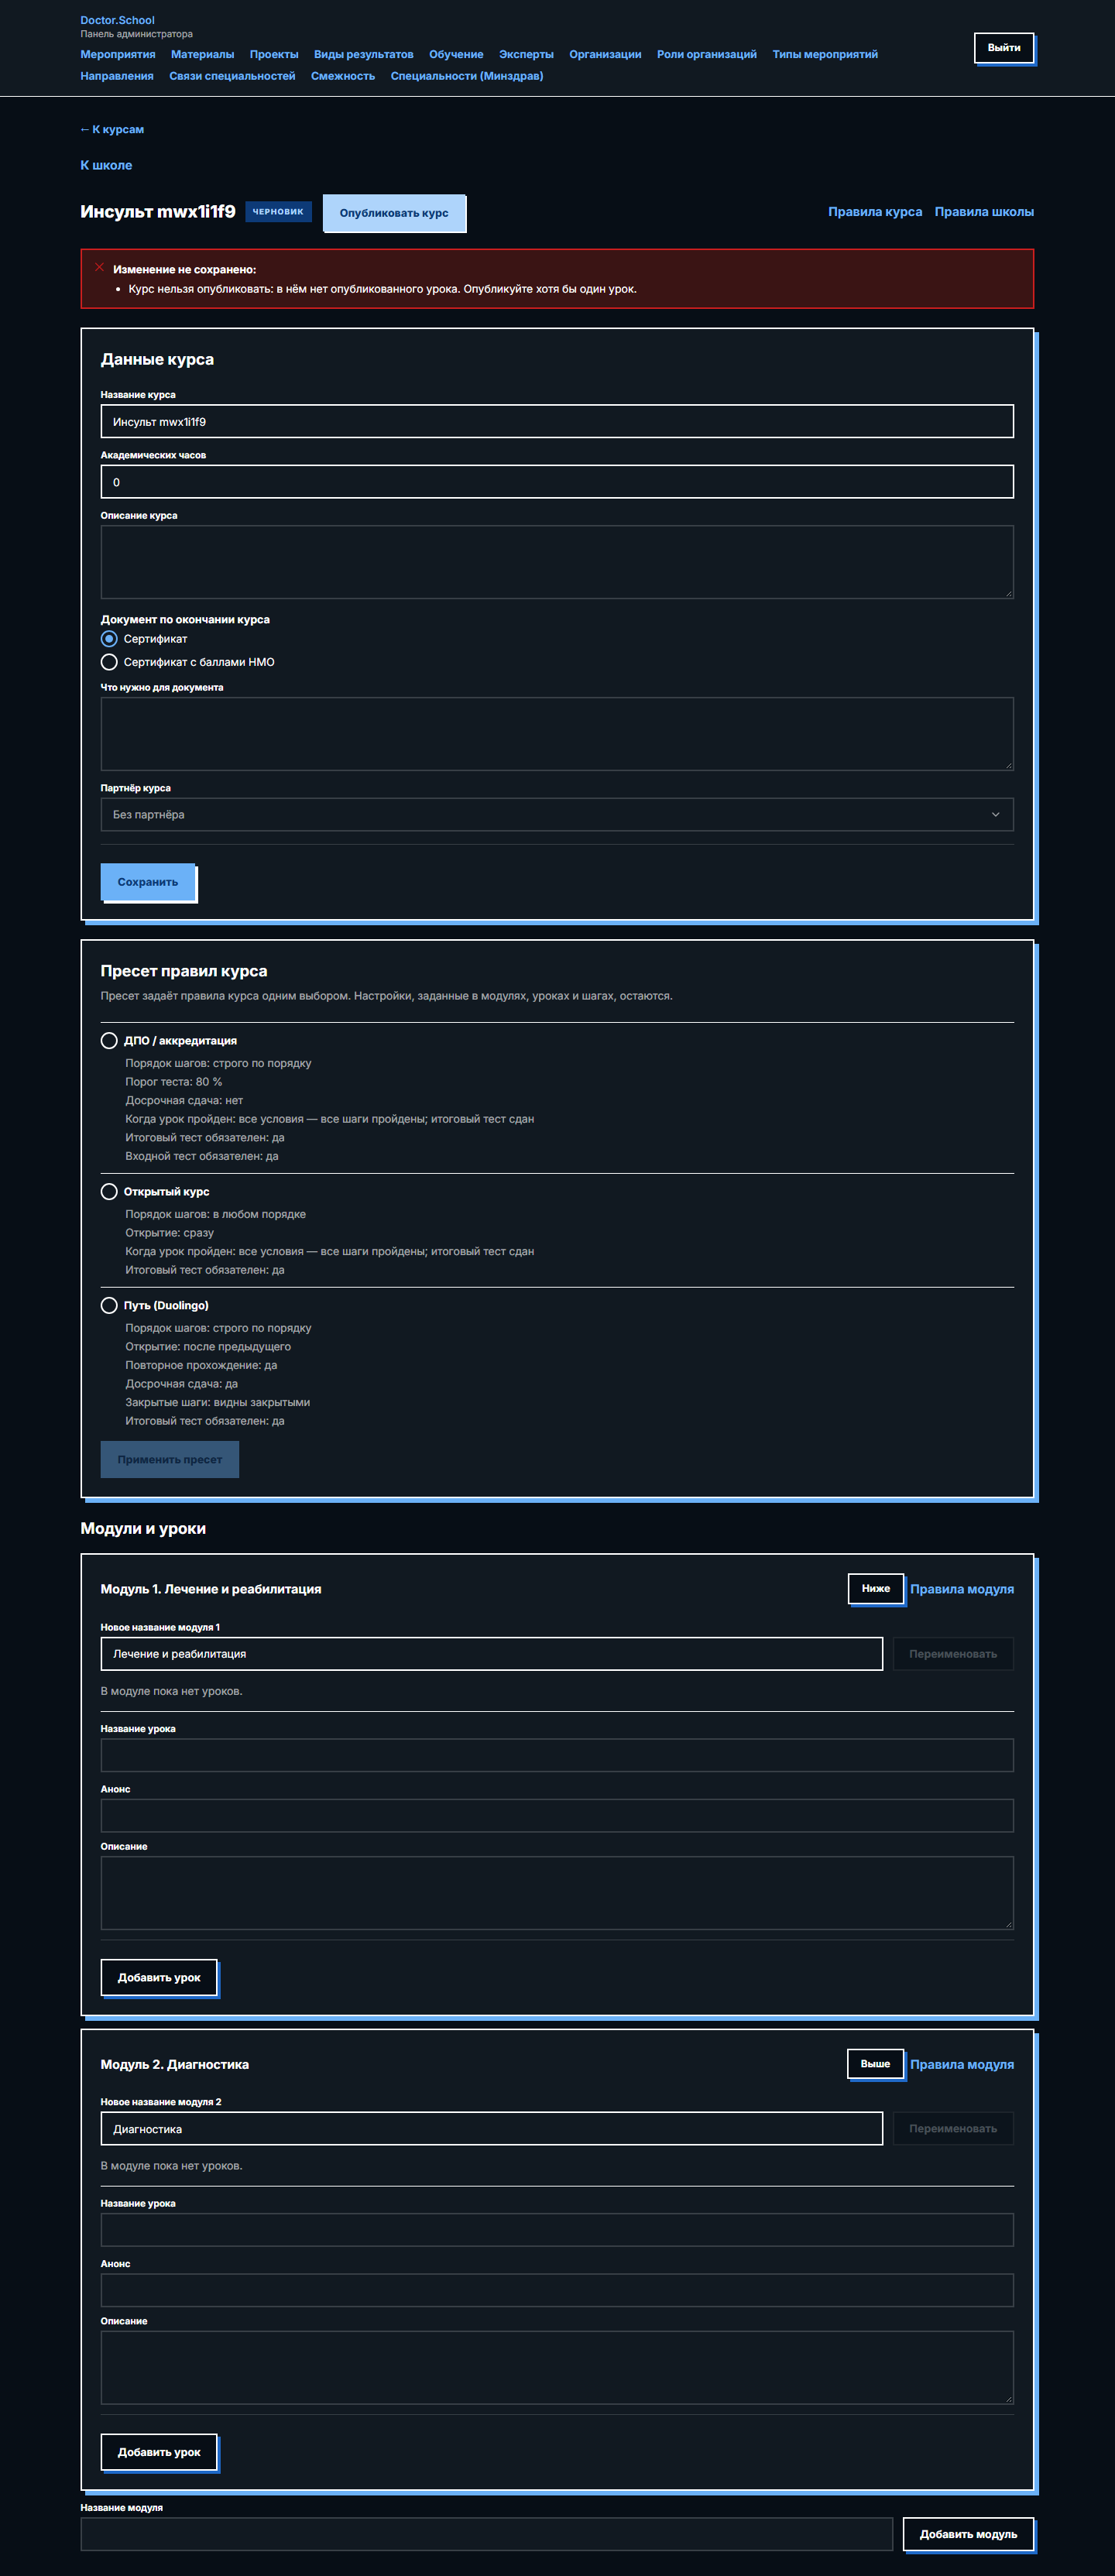 Doctor.School
Панель администратора
Мероприятия Материалы Проекты Виды результатов Обучение Эксперты Организации Роли организаций Типы мероприятий
Направления Связи специальностей Смежность Специальности (Минздрав)
Выйти
← К курсам
К школе
Инсульт mwx1i1f9 ЧЕРНОВИК Опубликовать курс Правила курса Правила школы
Изменение не сохранено:
• Курс нельзя опубликовать: в нём нет опубликованного урока. Опубликуйте хотя бы один урок.
Данные курса
Название курса
Инсульт mwx1i1f9
Академических часов
0
Описание курса
Документ по окончании курса
Сертификат
Сертификат с баллами НМО
Что нужно для документа
Партнёр курса
Без партнёра
Сохранить
Пресет правил курса
Пресет задаёт правила курса одним выбором. Настройки, заданные в модулях, уроках и шагах, остаются.
ДПО / аккредитация
Порядок шагов: строго по порядку
Порог теста: 80 %
Досрочная сдача: нет
Когда урок пройден: все условия — все шаги пройдены; итоговый тест сдан
Итоговый тест обязателен: да
Входной тест обязателен: да
Открытый курс
Порядок шагов: в любом порядке
Открытие: сразу
Когда урок пройден: все условия — все шаги пройдены; итоговый тест сдан
Итоговый тест обязателен: да
Путь (Duolingo)
Порядок шагов: строго по порядку
Открытие: после предыдущего
Повторное прохождение: да
Досрочная сдача: да
Закрытые шаги: видны закрытыми
Итоговый тест обязателен: да
Применить пресет
Модули и уроки
Модуль 1. Лечение и реабилитация Ниже Правила модуля
Новое название модуля 1
Лечение и реабилитация Переименовать
В модуле пока нет уроков.
Название урока
Анонс
Описание
Добавить урок
Модуль 2. Диагностика Выше Правила модуля
Новое название модуля 2
Диагностика Переименовать
В модуле пока нет уроков.
Название урока
Анонс
Описание
Добавить урок
Название модуля
Добавить модуль